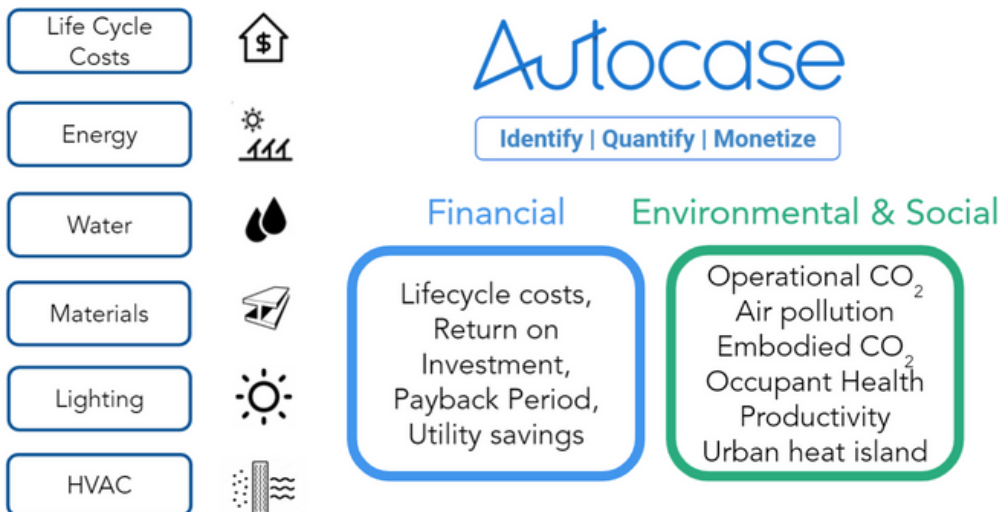 Life Cycle
Costs
$
Energy
Water
Materials
Lighting
HVAC
Autocase
Identify | Quantify | Monetize
Financial
Lifecycle costs,
Return on
Investment,
Payback Period,
Utility savings
Environmental & Social
Operational CO₂
Air pollution
Embodied CO₂
Occupant Health
Productivity
Urban heat island